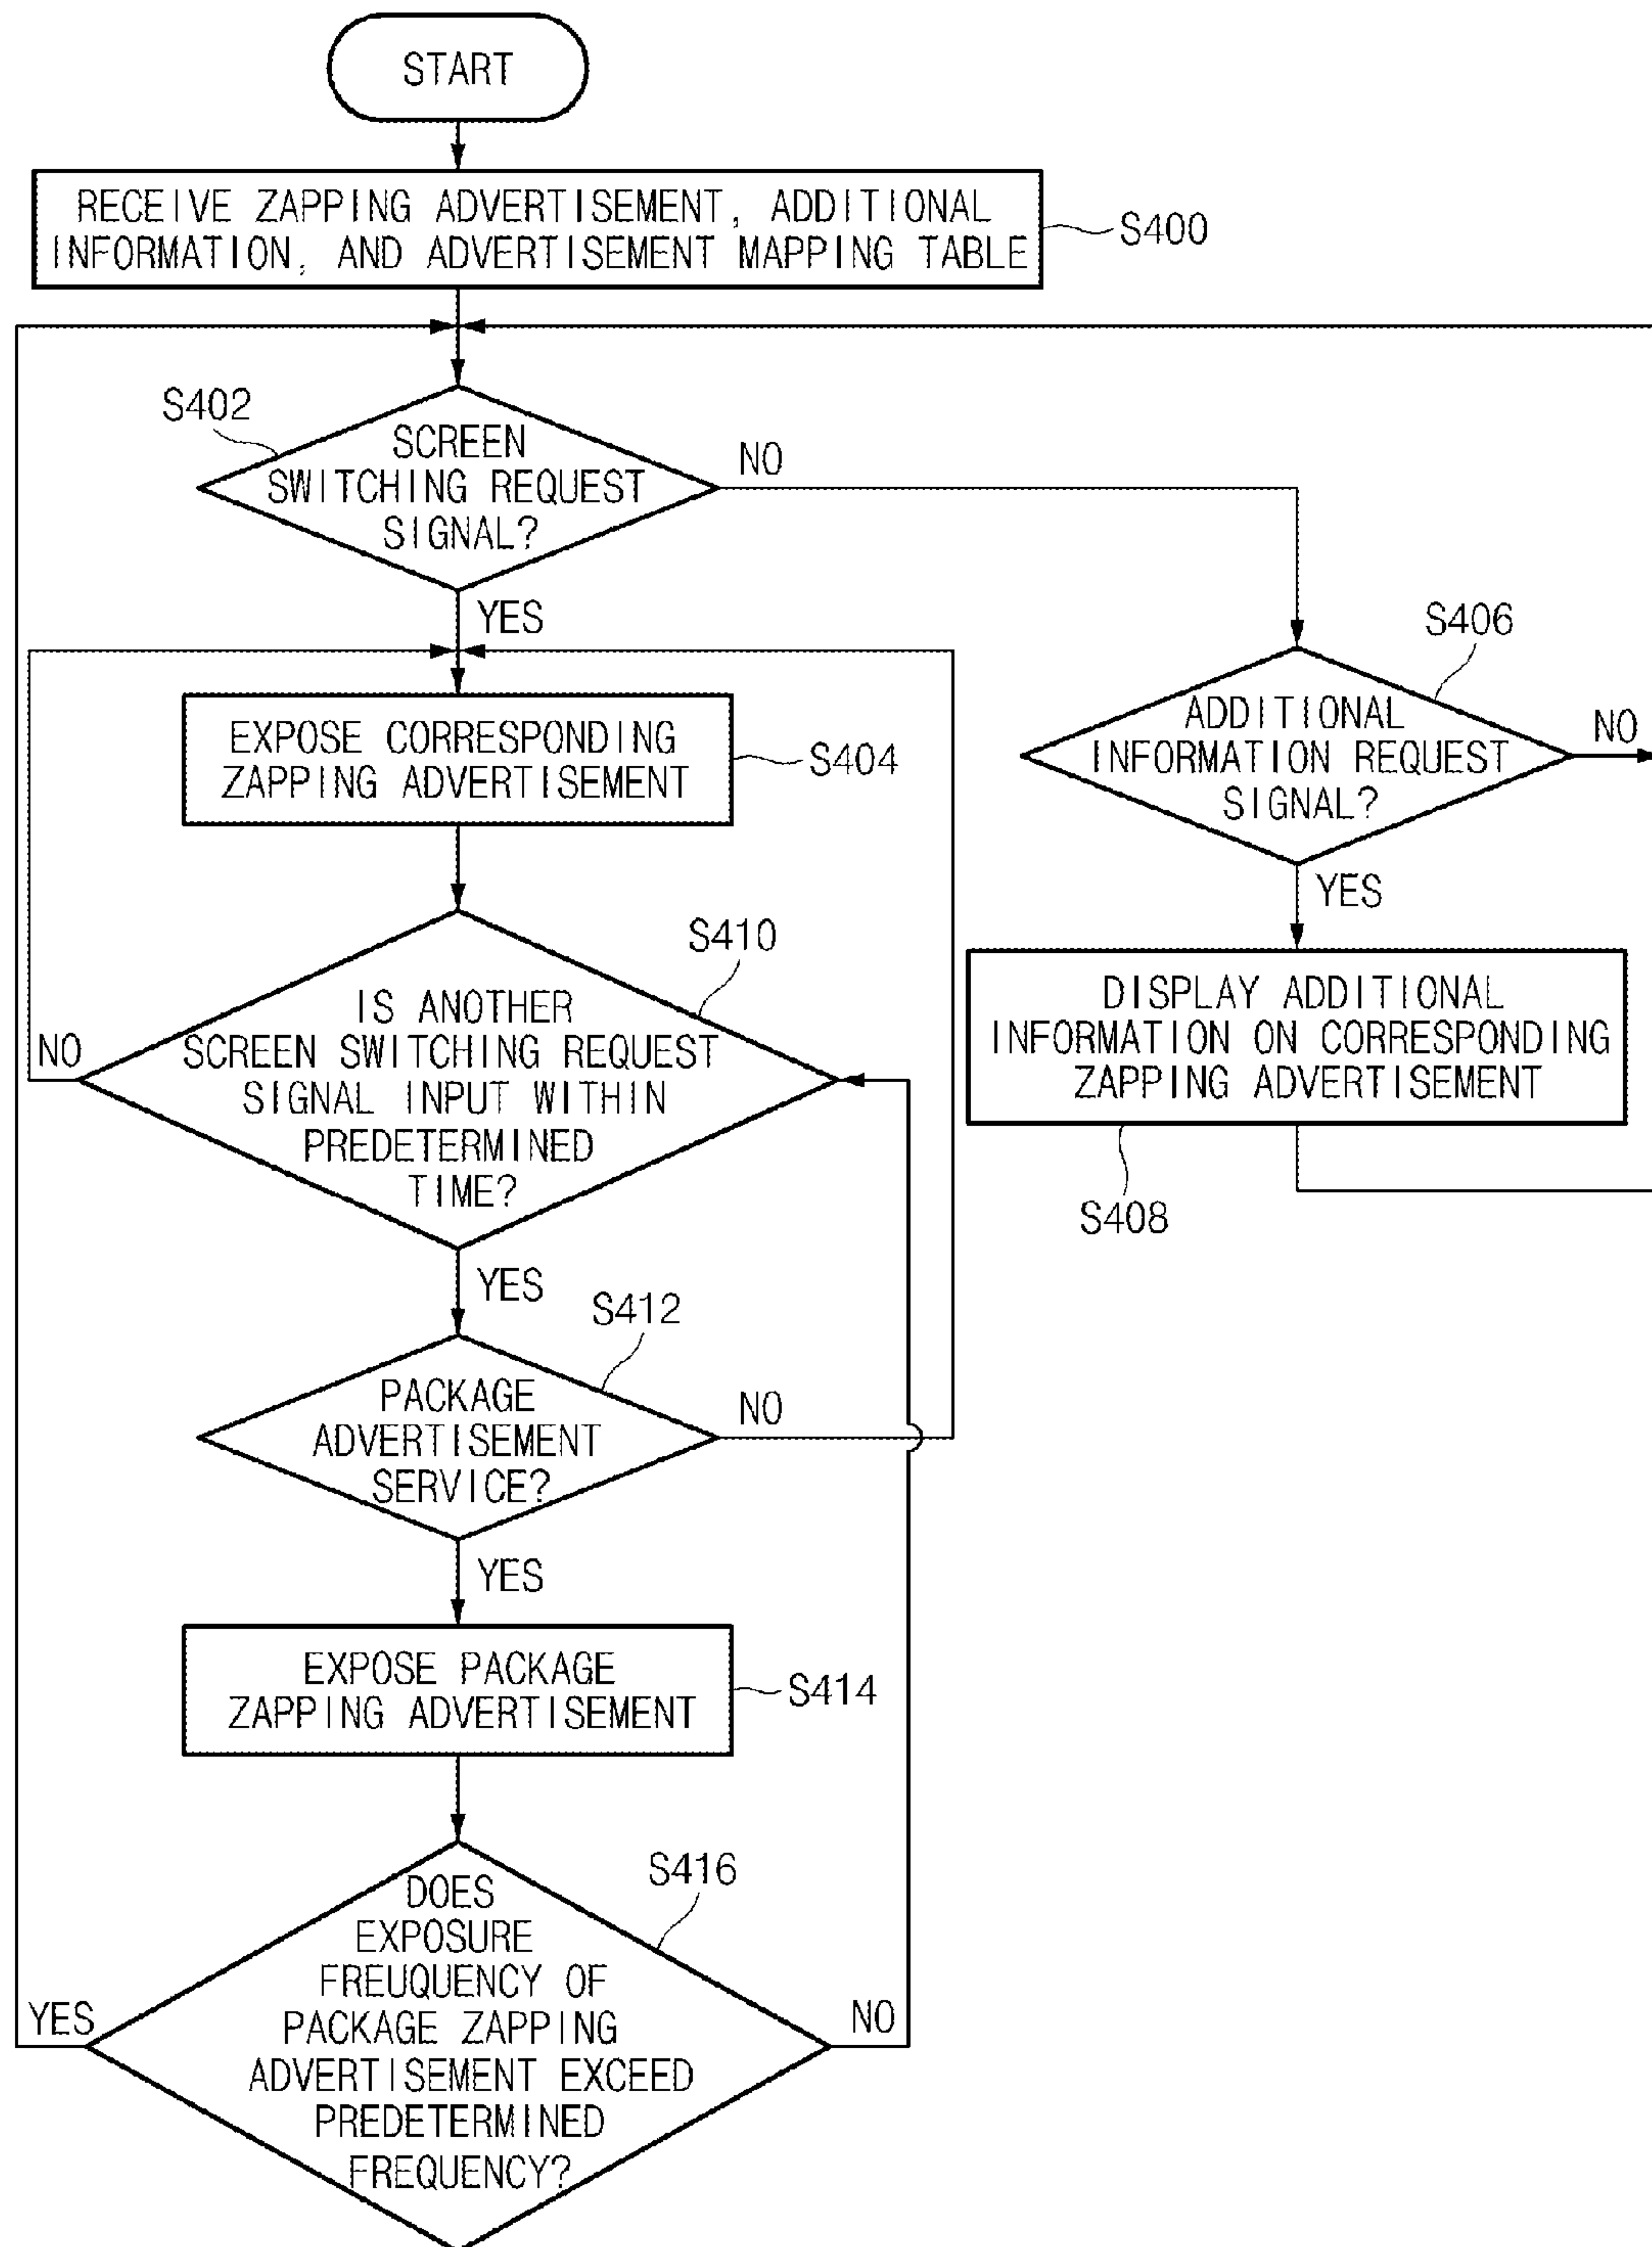 START
RECEIVE ZAPPING ADVERTISEMENT, ADDITIONAL
INFORMATION, AND ADVERTISEMENT MAPPING TABLE
S400
S402
SCREEN
SWITCHING REQUEST
SIGNAL?
NO
YES
S406
ADDITIONAL
INFORMATION REQUEST
SIGNAL?
NO
YES
EXPOSE CORRESPONDING
ZAPPING ADVERTISEMENT
S404
DISPLAY ADDITIONAL
INFORMATION ON CORRESPONDING
ZAPPING ADVERTISEMENT
S408
S410
IS ANOTHER
SCREEN SWITCHING REQUEST
SIGNAL INPUT WITHIN
PREDETERMINED
TIME?
NO
YES
S412
PACKAGE
ADVERTISEMENT
SERVICE?
NO
YES
EXPOSE PACKAGE
ZAPPING ADVERTISEMENT
S414
S416
DOES
EXPOSURE
FREUQUENCY OF
PACKAGE ZAPPING
ADVERTISEMENT EXCEED
PREDETERMINED
FREQUENCY?
YES
NO